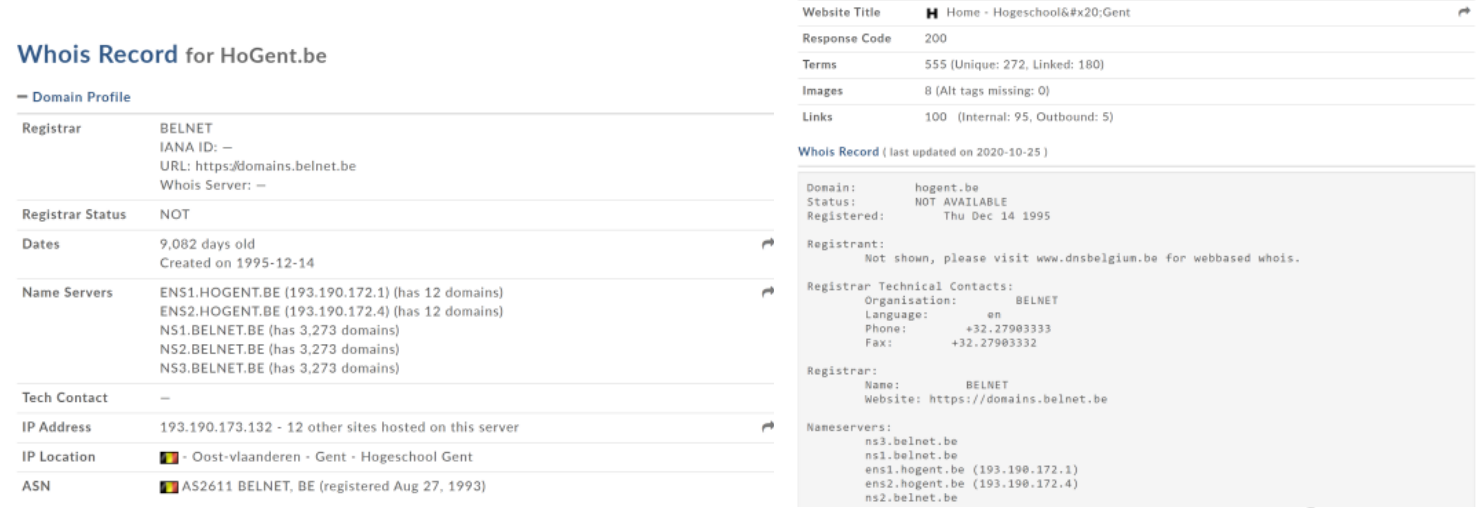 Whois Record for HoGent.be
— Domain Profile
Registrar BELNET
IANA ID: —
URL: https://domains.belnet.be
Whois Server: —
Registrar Status NOT
Dates 9,082 days old
Created on 1995-12-14
Name Servers ENS1.HOGENT.BE (193.190.172.1) (has 12 domains)
ENS2.HOGENT.BE (193.190.172.4) (has 12 domains)
NS1.BELNET.BE (has 3,273 domains)
NS2.BELNET.BE (has 3,273 domains)
NS3.BELNET.BE (has 3,273 domains)
Tech Contact —
IP Address 193.190.173.132 - 12 other sites hosted on this server
IP Location - Oost-vlaanderen - Gent - Hogeschool Gent
ASN AS2611 BELNET, BE (registered Aug 27, 1993)
Website Title H Home - Hogeschool&#x20;Gent
Response Code 200
Terms 555 (Unique: 272, Linked: 180)
Images 8 (Alt tags missing: 0)
Links 100 (Internal: 95, Outbound: 5)
Whois Record ( last updated on 2020-10-25 )
Domain: hogent.be
Status: NOT AVAILABLE
Registered: Thu Dec 14 1995
Registrant:
Not shown, please visit www.dnsbelgium.be for webbased whois.
Registrar Technical Contacts:
Organisation: BELNET
Language: en
Phone: +32.27903333
Fax: +32.27903332
Registrar:
Name: BELNET
Website: https://domains.belnet.be
Nameservers:
ns3.belnet.be
ns1.belnet.be
ens1.hogent.be (193.190.172.1)
ens2.hogent.be (193.190.172.4)
ns2.belnet.be